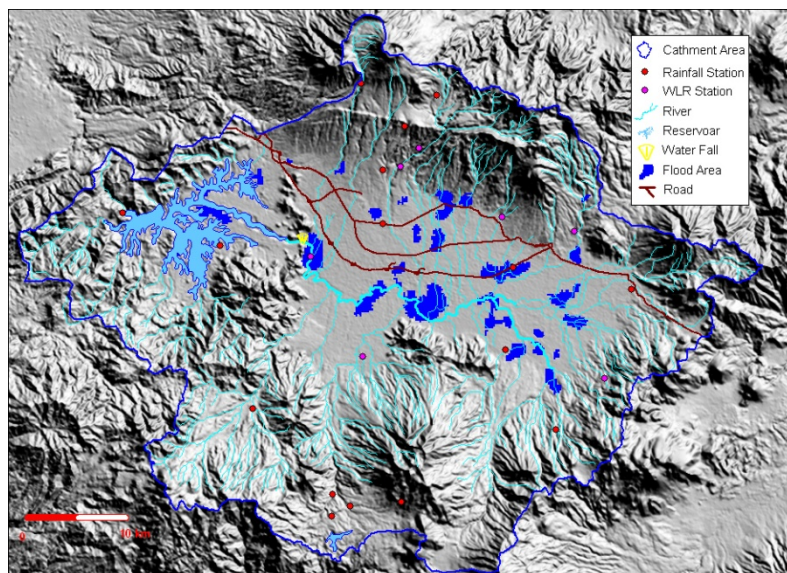 Cathment Area
Rainfall Station
WLR Station
River
Reservoar
Water Fall
Flood Area
Road
0 10 km